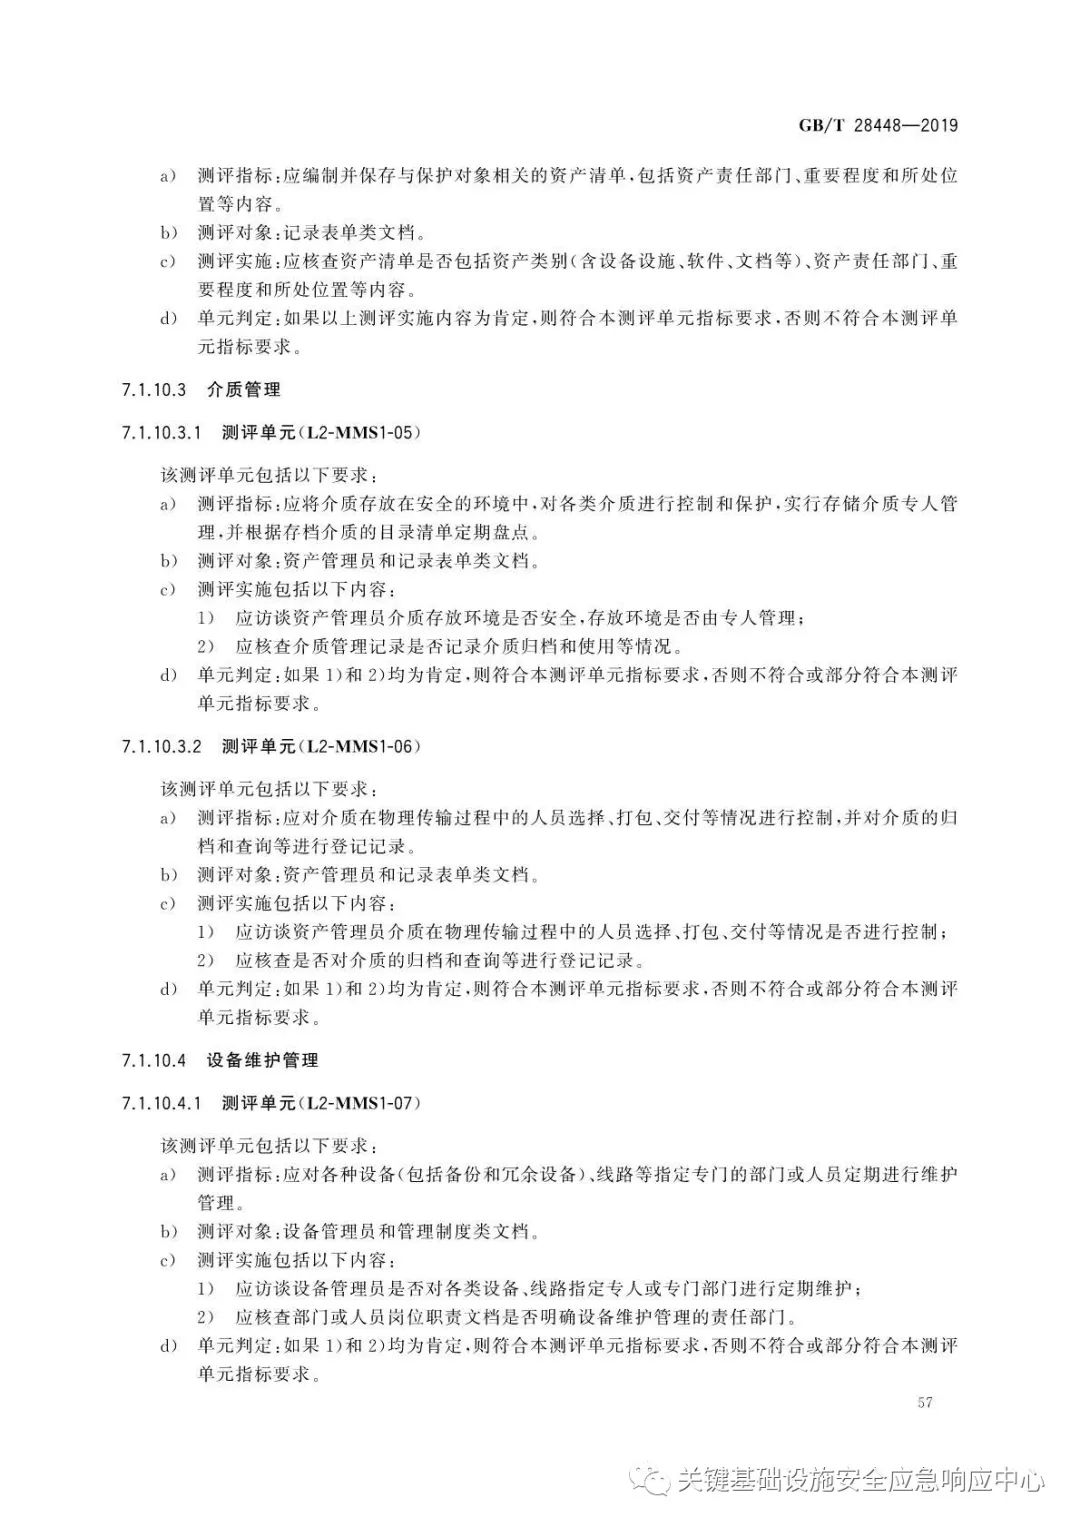 GB/T 28448—2019
a) 测评指标:应编制并保存与保护对象相关的资产清单,包括资产责任部门、重要程度和所处位
置等内容。
b) 测评对象:记录表单类文档。
c) 测评实施:应核查资产清单是否包括资产类别(含设备设施、软件、文档等)、资产责任部门、重
要程度和所处位置等内容。
d) 单元判定:如果以上测评实施内容为肯定,则符合本测评单元指标要求,否则不符合本测评单
元指标要求。
7.1.10.3 介质管理
7.1.10.3.1 测评单元(L2-MMS1-05)
该测评单元包括以下要求:
a) 测评指标:应将介质存放在安全的环境中,对各类介质进行控制和保护,实行存储介质专人管
理,并根据存档介质的目录清单定期盘点。
b) 测评对象:资产管理员和记录表单类文档。
c) 测评实施包括以下内容:
1) 应访谈资产管理员介质存放环境是否安全,存放环境是否由专人管理;
2) 应核查介质管理记录是否记录介质归档和使用等情况。
d) 单元判定:如果1)和2)均为肯定,则符合本测评单元指标要求,否则不符合或部分符合本测评
单元指标要求。
7.1.10.3.2 测评单元(L2-MMS1-06)
该测评单元包括以下要求:
a) 测评指标:应对介质在物理传输过程中的人员选择、打包、交付等情况进行控制,并对介质的归
档和查询等进行登记记录。
b) 测评对象:资产管理员和记录表单类文档。
c) 测评实施包括以下内容:
1) 应访谈资产管理员介质在物理传输过程中的人员选择、打包、交付等情况是否进行控制;
2) 应核查是否对介质的归档和查询等进行登记记录。
d) 单元判定:如果1)和2)均为肯定,则符合本测评单元指标要求,否则不符合或部分符合本测评
单元指标要求。
7.1.10.4 设备维护管理
7.1.10.4.1 测评单元(L2-MMS1-07)
该测评单元包括以下要求:
a) 测评指标:应对各种设备(包括备份和冗余设备)、线路等指定专门的部门或人员定期进行维护
管理。
b) 测评对象:设备管理员和管理制度类文档。
c) 测评实施包括以下内容:
1) 应访谈设备管理员是否对各类设备、线路指定专人或专门部门进行定期维护;
2) 应核查部门或人员岗位职责文档是否明确设备维护管理的责任部门。
d) 单元判定:如果1)和2)均为肯定,则符合本测评单元指标要求,否则不符合或部分符合本测评
单元指标要求。
57
关键基础设施安全应急响应中心